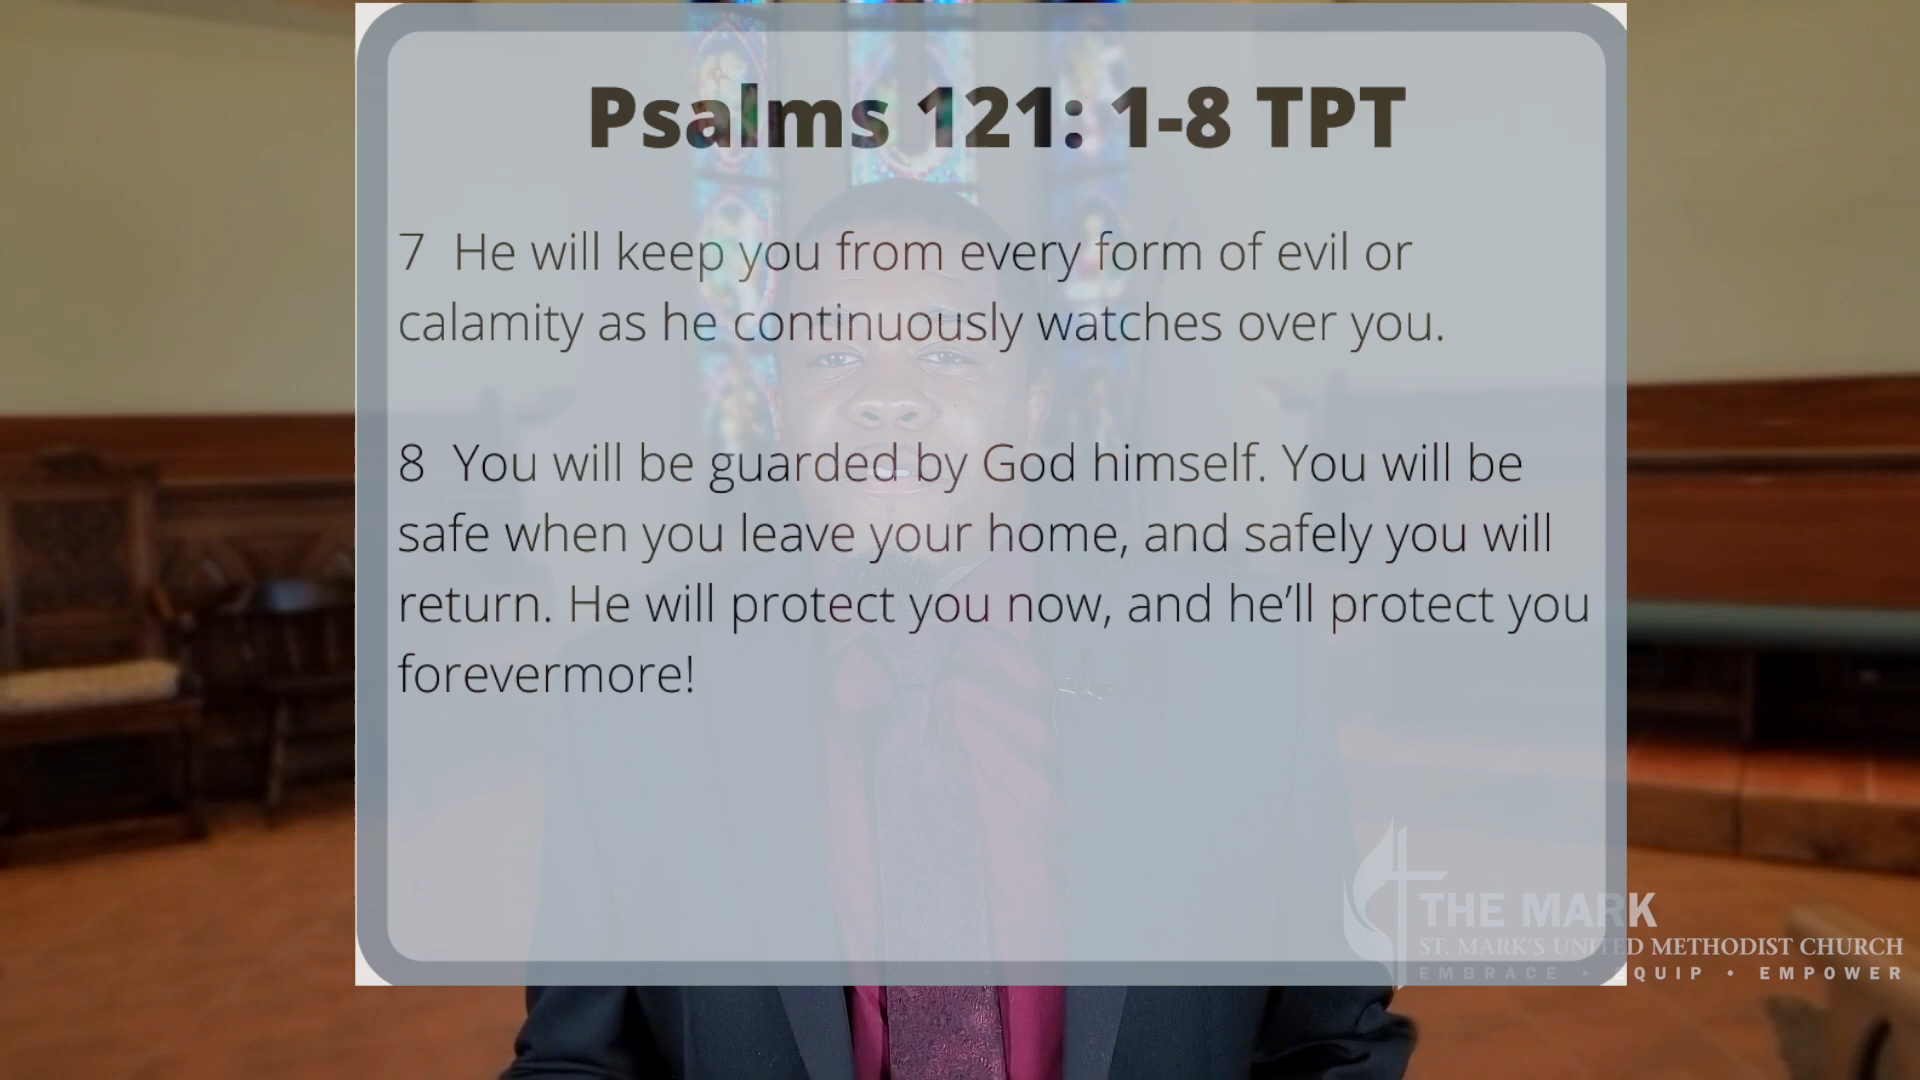 Psalms 121: 1-8 TPT
7 He will keep you from every form of evil or
calamity as he continuously watches over you.
8 You will be guarded by God himself. You will be
safe when you leave your home, and safely you will
return. He will protect you now, and he’ll protect you
forevermore!
THE MARK
ST. MARK'S UNITED METHODIST CHURCH
EMBRACE • EQUIP • EMPOWER